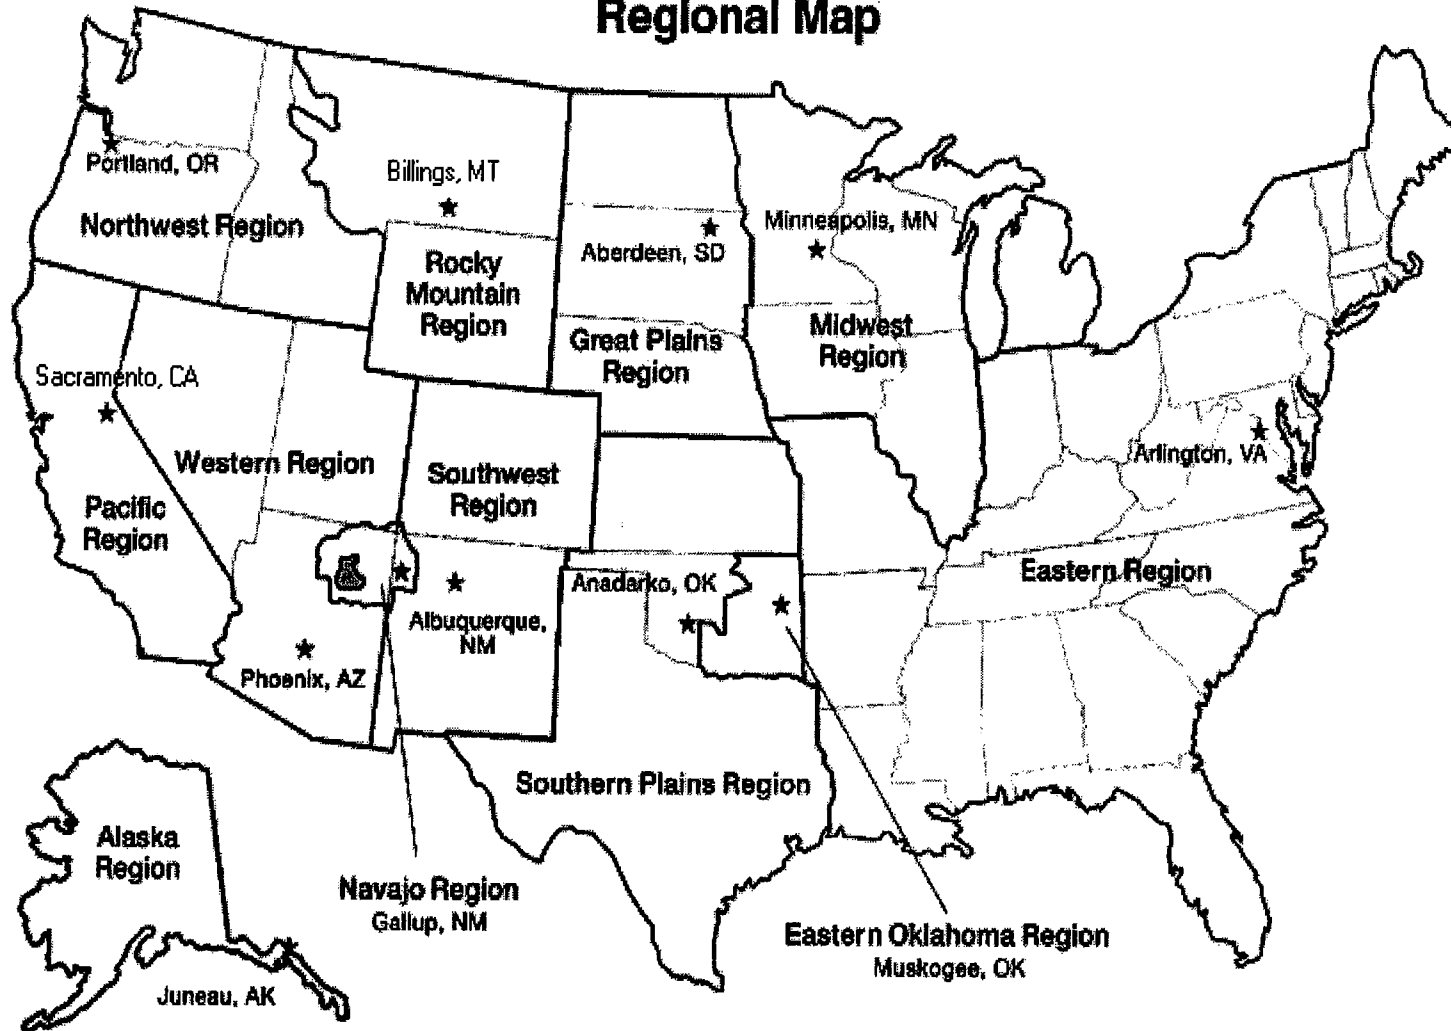 Regional Map
Portland, OR
Northwest Region
Billings, MT
Rocky
Mountain
Region
Aberdeen, SD
Great Plains
Region
Minneapolis, MN
Midwest
Region
Sacramento, CA
Pacific
Region
Western Region
Southwest
Region
Arlington, VA
Eastern Region
Anadarko, OK
Albuquerque,
NM
Phoenix, AZ
Southern Plains Region
Alaska
Region
Juneau, AK
Navajo Region
Gallup, NM
Eastern Oklahoma Region
Muskogee, OK